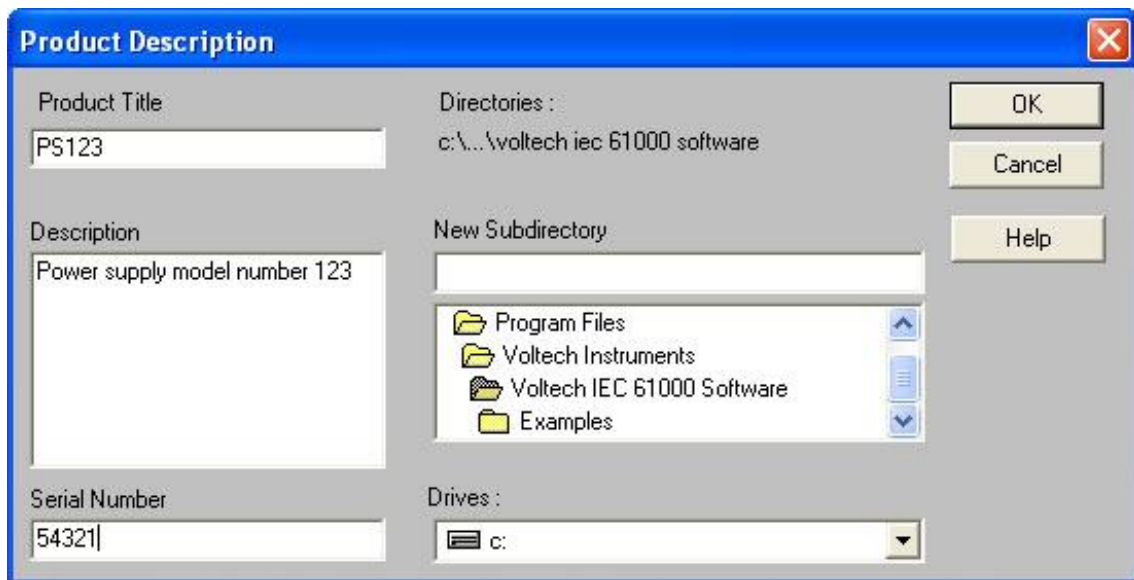 Product Description
Product Title
PS123
Description
Power supply model number 123
Serial Number
54321
Directories :
c:\...\voltech iec 61000 software
New Subdirectory
Program Files
Voltech Instruments
Voltech IEC 61000 Software
Examples
Drives :
c:
OK
Cancel
Help